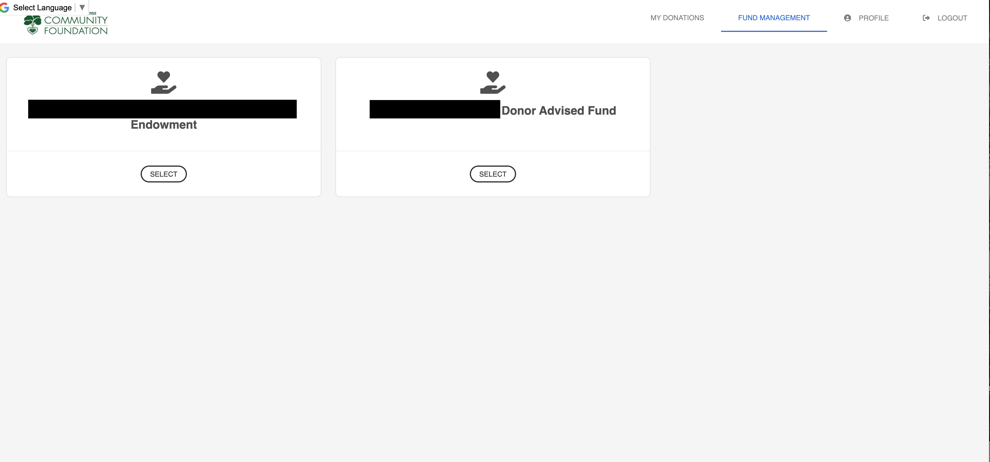 Select Language ▼
COMMUNITY
FOUNDATION
MY DONATIONS
FUND MANAGEMENT
PROFILE
LOGOUT
Endowment
SELECT
Donor Advised Fund
SELECT